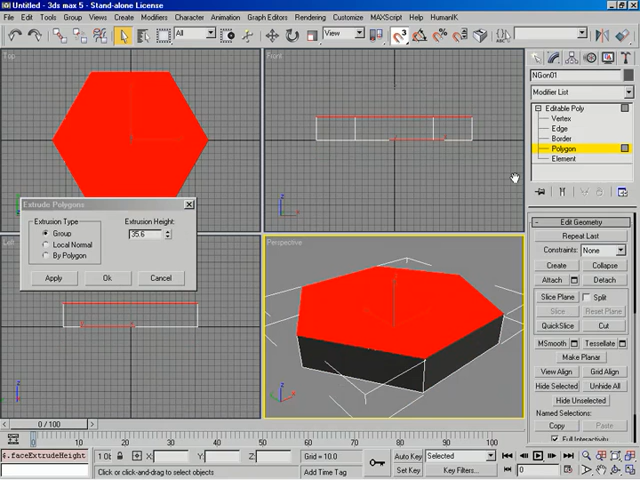 Untitled - 3ds max 5 - Stand-alone License
File Edit Tools Group Views Create Modifiers Character Animation Graph Editors Rendering Customize MAXScript Help HumanIK
All View
Top
Front
NGon01
Modifier List
Editable Poly
Vertex
Edge
Border
Polygon
Element
Extrude Polygons
Extrusion Type
Group
Local Normal
By Polygon
Extrusion Height:
35.6
Apply Ok Cancel
Left
Perspective
Edit Geometry
Repeat Last
Constraints: None
Create Collapse
Attach Detach
Slice Plane Split
Slice Reset Plane
QuickSlice Cut
MSmooth Tessellate
Make Planar
View Align Grid Align
Hide Selected Unhide All
Hide Unselected
Named Selections:
Copy Paste
Full Interactivity
0 / 100
0 10 20 30 40 50 60 70 80 90 100
X: Y: Z: Grid = 10.0
Auto Key Selected
Click or click-and-drag to select objects
Add Time Tag
Set Key Key Filters...
0